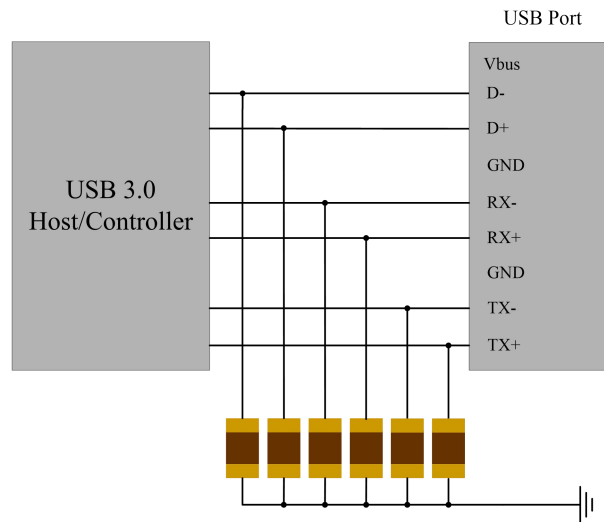 USB Port
Vbus
D-
D+
GND
USB 3.0
Host/Controller
RX-
RX+
GND
TX-
TX+